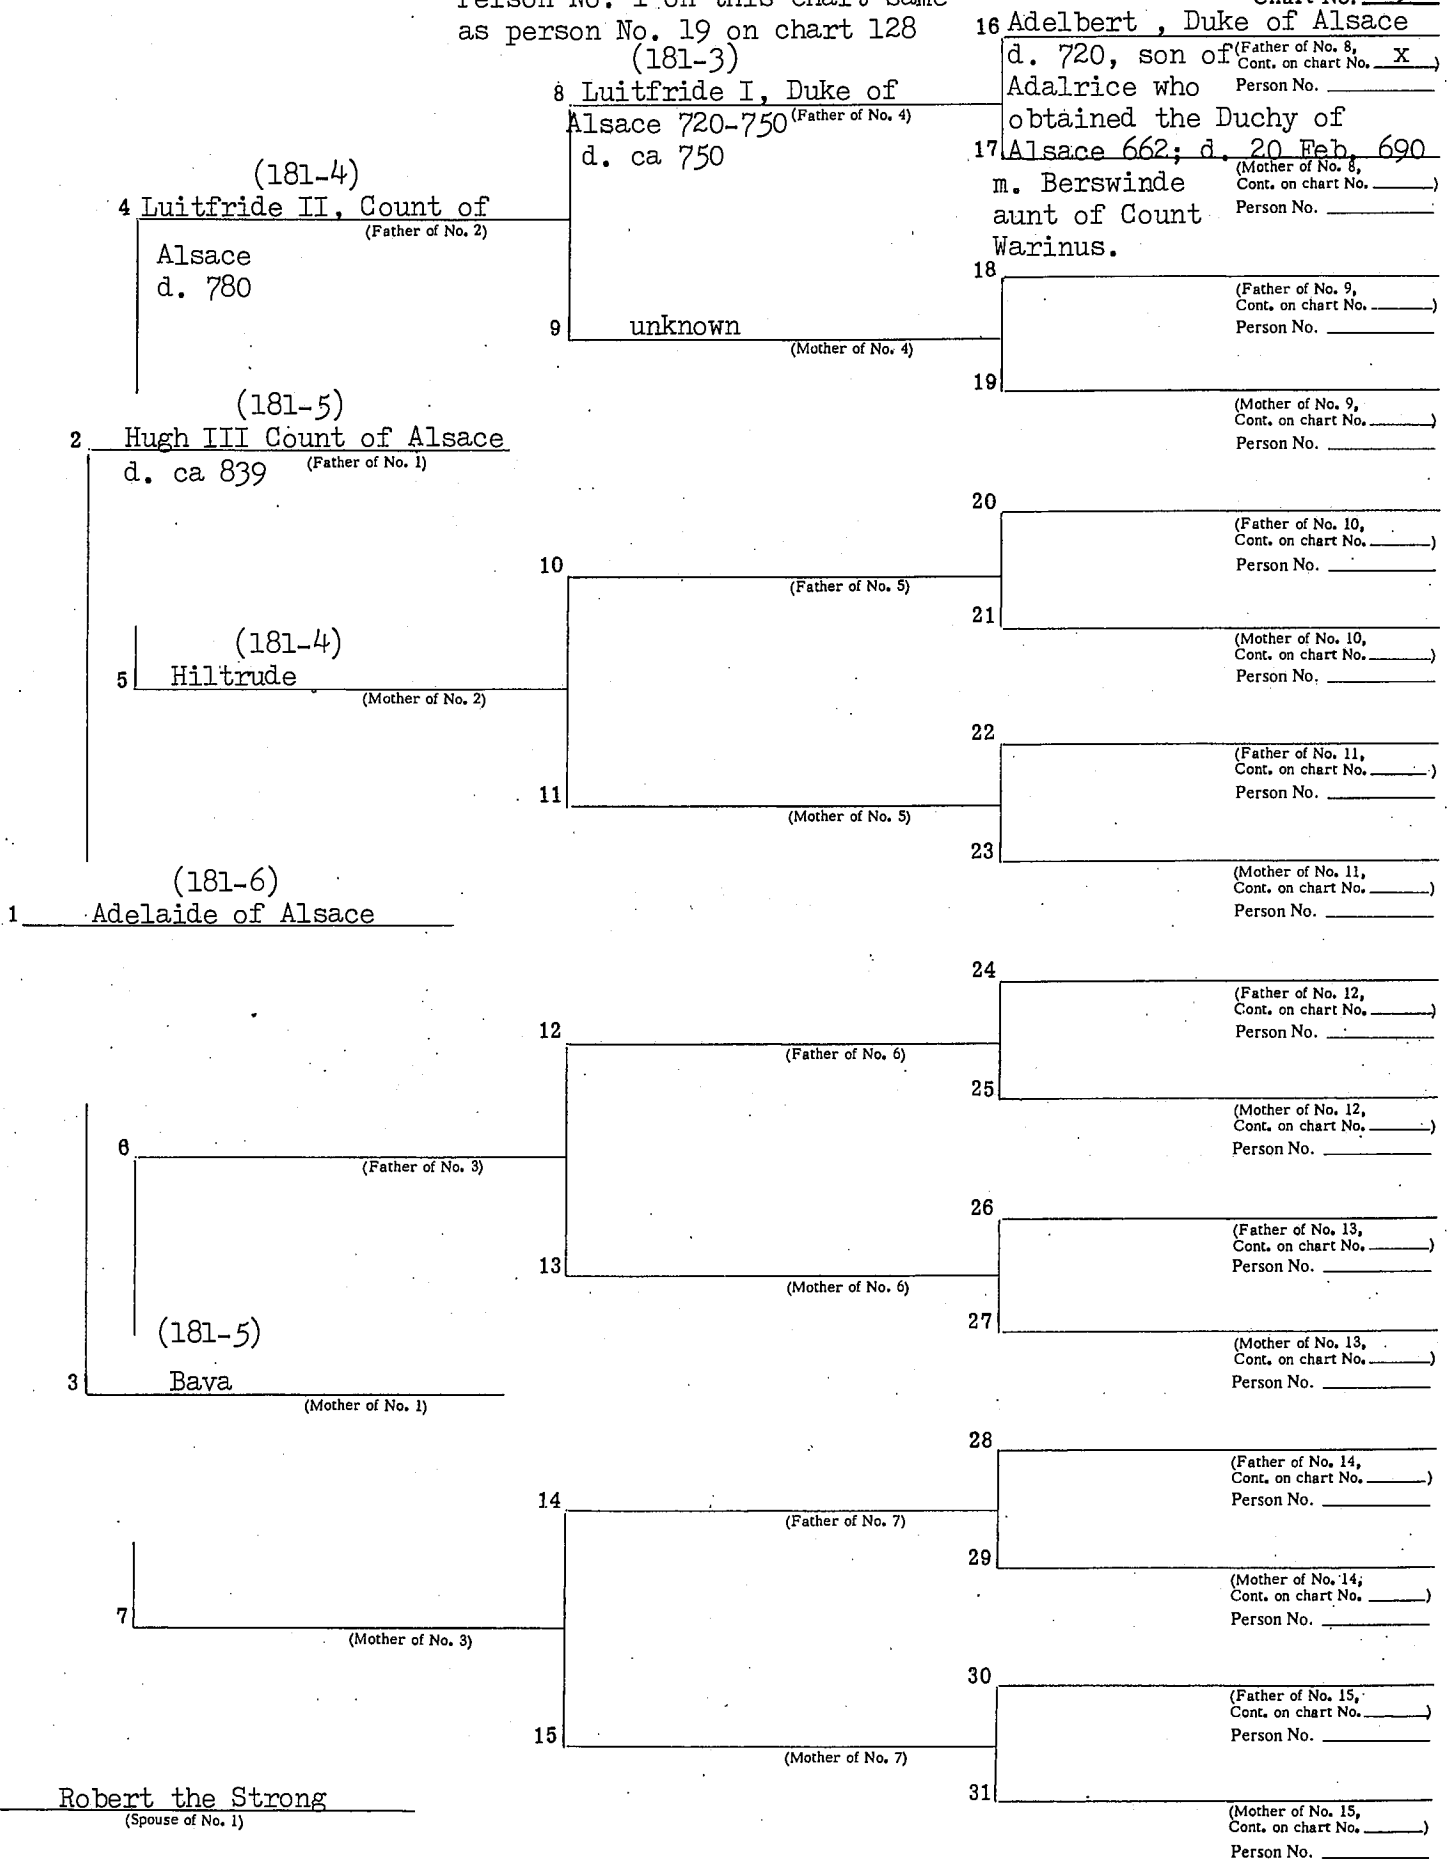 Person No. 1 on this chart same
as person No. 19 on chart 128
Chart No.
16 Adelbert , Duke of Alsace
d. 720, son of (Father of No. 8,
Cont. on chart No. x )
Adalrice who Person No.
obtained the Duchy of
17 Alsace 662; d. 20 Feb. 690
(Mother of No. 8,
m. Berswinde Cont. on chart No. )
aunt of Count Person No.
Warinus.
(181-3)
8 Luitfride I, Duke of
Alsace 720-750 (Father of No. 4)
d. ca 750
(181-4)
4 Luitfride II, Count of
(Father of No. 2)
Alsace
d. 780
18
(Father of No. 9,
Cont. on chart No. )
Person No.
9 unknown
(Mother of No. 4)
19
(Mother of No. 9,
Cont. on chart No. )
Person No.
(181-5)
2 Hugh III Count of Alsace
d. ca 839 (Father of No. 1)
20
(Father of No. 10,
Cont. on chart No. )
Person No.
10
(Father of No. 5)
21
(Mother of No. 10,
Cont. on chart No. )
Person No.
(181-4)
5 Hiltrude
(Mother of No. 2)
22
(Father of No. 11,
Cont. on chart No. )
Person No.
11
(Mother of No. 5)
23
(Mother of No. 11,
Cont. on chart No. )
Person No.
(181-6)
1 Adelaide of Alsace
24
(Father of No. 12,
Cont. on chart No. )
Person No.
12
(Father of No. 6)
25
(Mother of No. 12,
Cont. on chart No. )
Person No.
6
(Father of No. 3)
26
(Father of No. 13,
Cont. on chart No. )
Person No.
13
(Mother of No. 6)
27
(Mother of No. 13,
Cont. on chart No. )
Person No.
(181-5)
3 Bava
(Mother of No. 1)
28
(Father of No. 14,
Cont. on chart No. )
Person No.
14
(Father of No. 7)
29
(Mother of No. 14,
Cont. on chart No. )
Person No.
7
(Mother of No. 3)
30
(Father of No. 15,
Cont. on chart No. )
Person No.
15
(Mother of No. 7)
31
(Mother of No. 15,
Cont. on chart No. )
Person No.
Robert the Strong
(Spouse of No. 1)